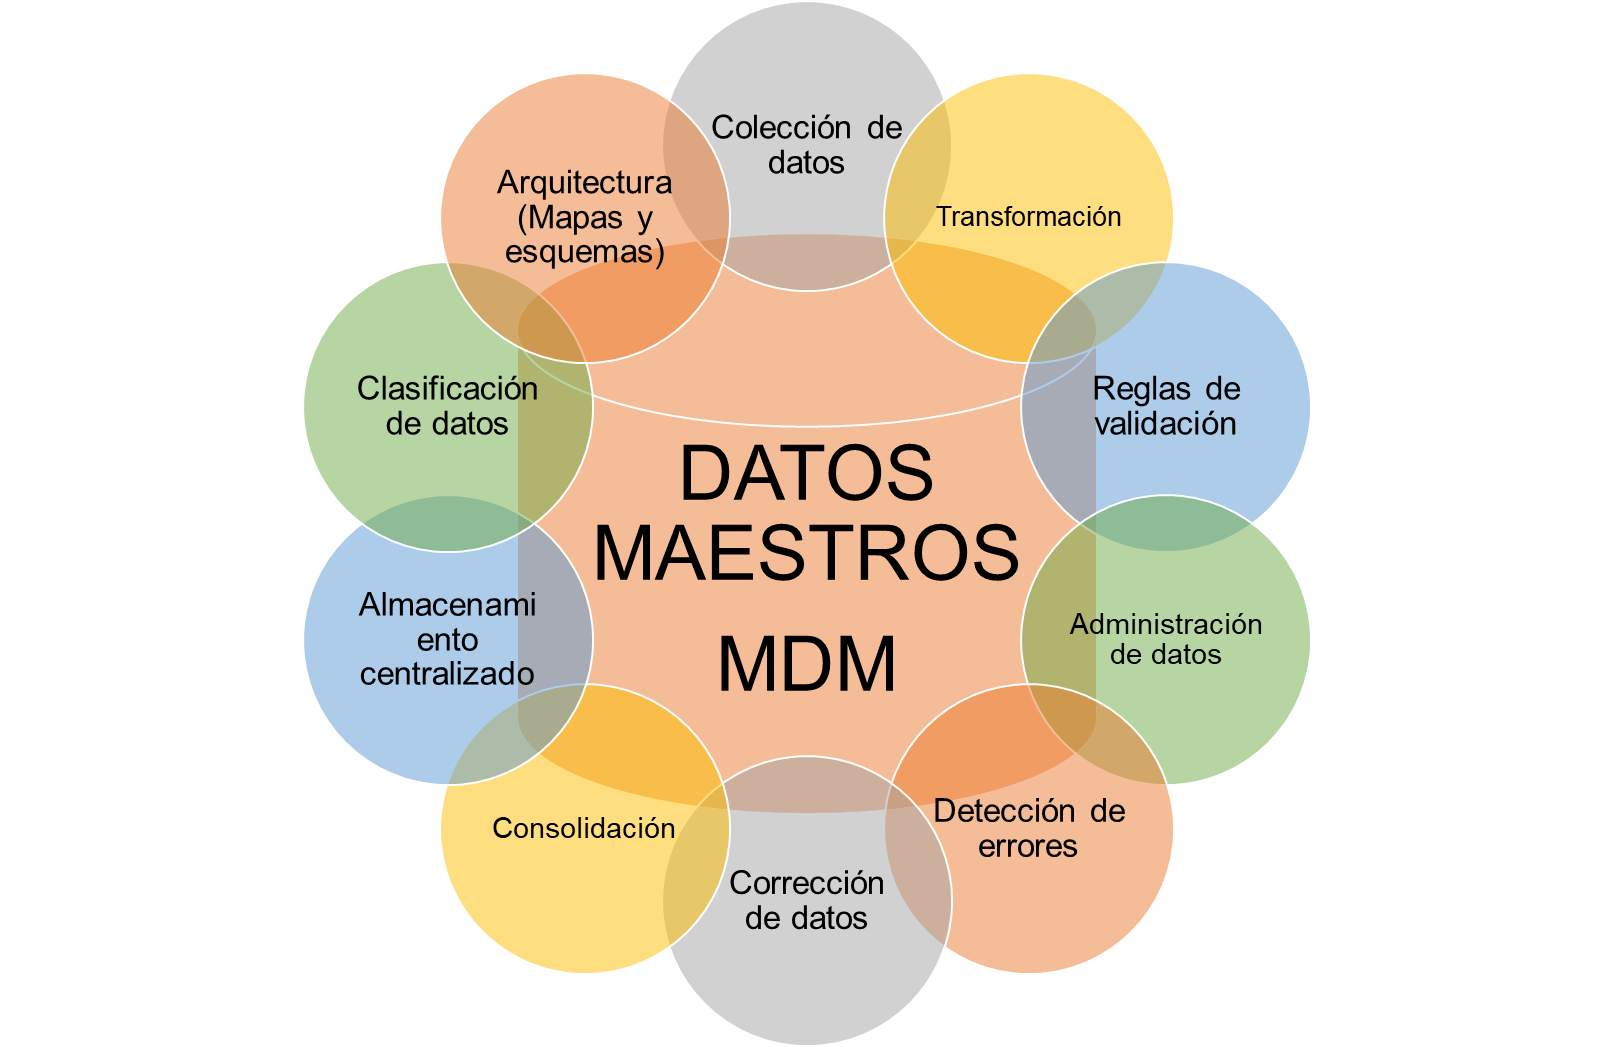 Colección de
datos
Transformación
Reglas de
validación
Administración
de datos
Detección de
errores
Corrección
de datos
Consolidación
Almacenami
ento
centralizado
Clasificación
de datos
Arquitectura
(Mapas y
esquemas)
DATOS
MAESTROS
MDM